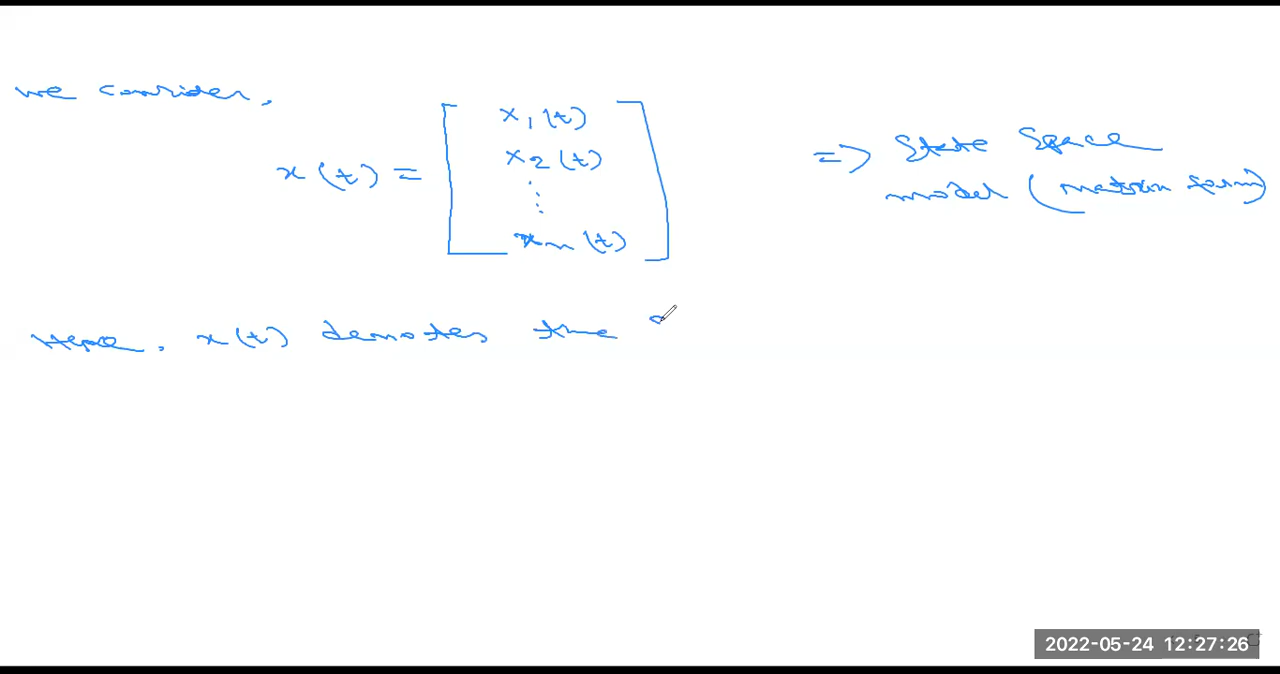 we consider,
x(t) = [ x1(t)
x2(t)
⋮
xn(t) ]
=> State Space
model (matrix form)
Here, x(t) denotes the
2022-05-24 12:27:26